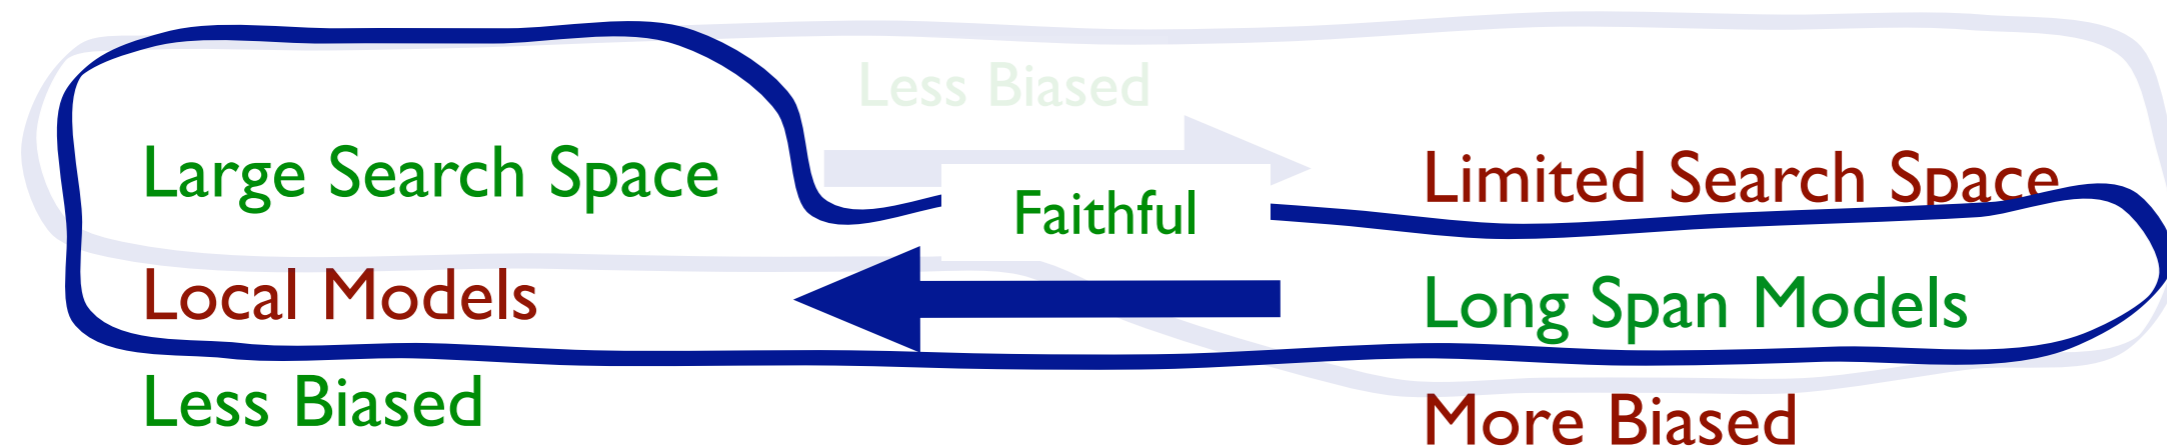 Less Biased
Large Search Space
Limited Search Space
Faithful
Local Models
Long Span Models
Less Biased
More Biased